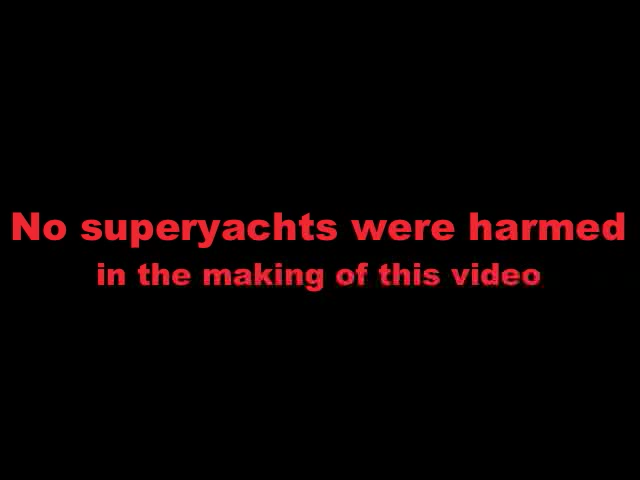 No superyachts were harmed
in the making of this video